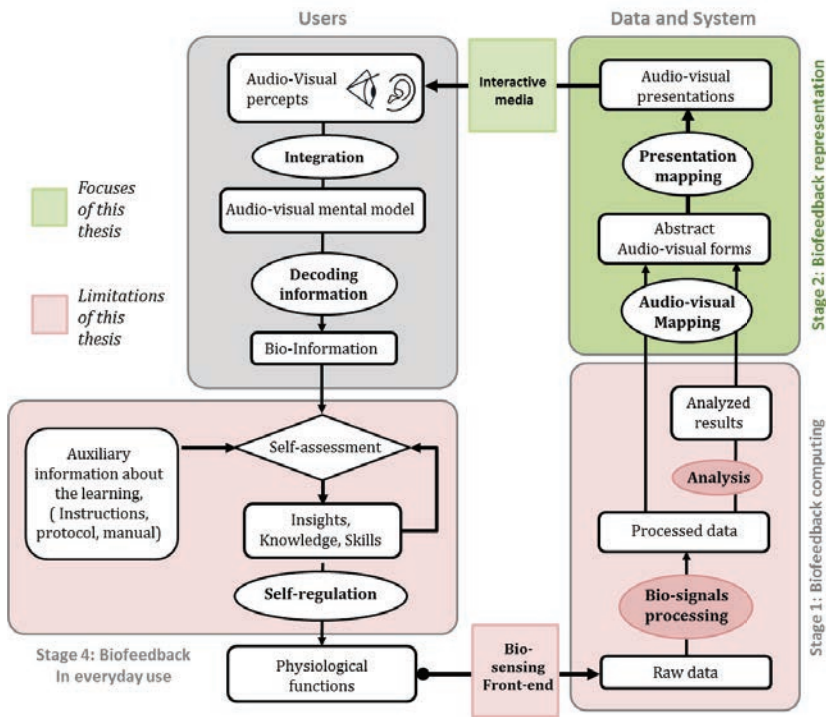 Users
Data and System
Audio-Visual
percepts
Interactive
media
Audio-visual
presentations
Integration
Presentation
mapping
Focuses
of this
thesis
Audio-visual mental model
Abstract
Audio-visual forms
Decoding
information
Audio-visual
Mapping
Limitations
of this
thesis
Bio-Information
Stage 2: Biofeedback representation
Analyzed
results
Auxiliary
information about
the learning,
( Instructions,
protocol, manual)
Self-assessment
Analysis
Insights,
Knowledge, Skills
Processed data
Self-regulation
Bio-signals
processing
Stage 1: Biofeedback computing
Stage 4: Biofeedback
In everyday use
Physiological
functions
Bio-
sensing
Front-end
Raw data